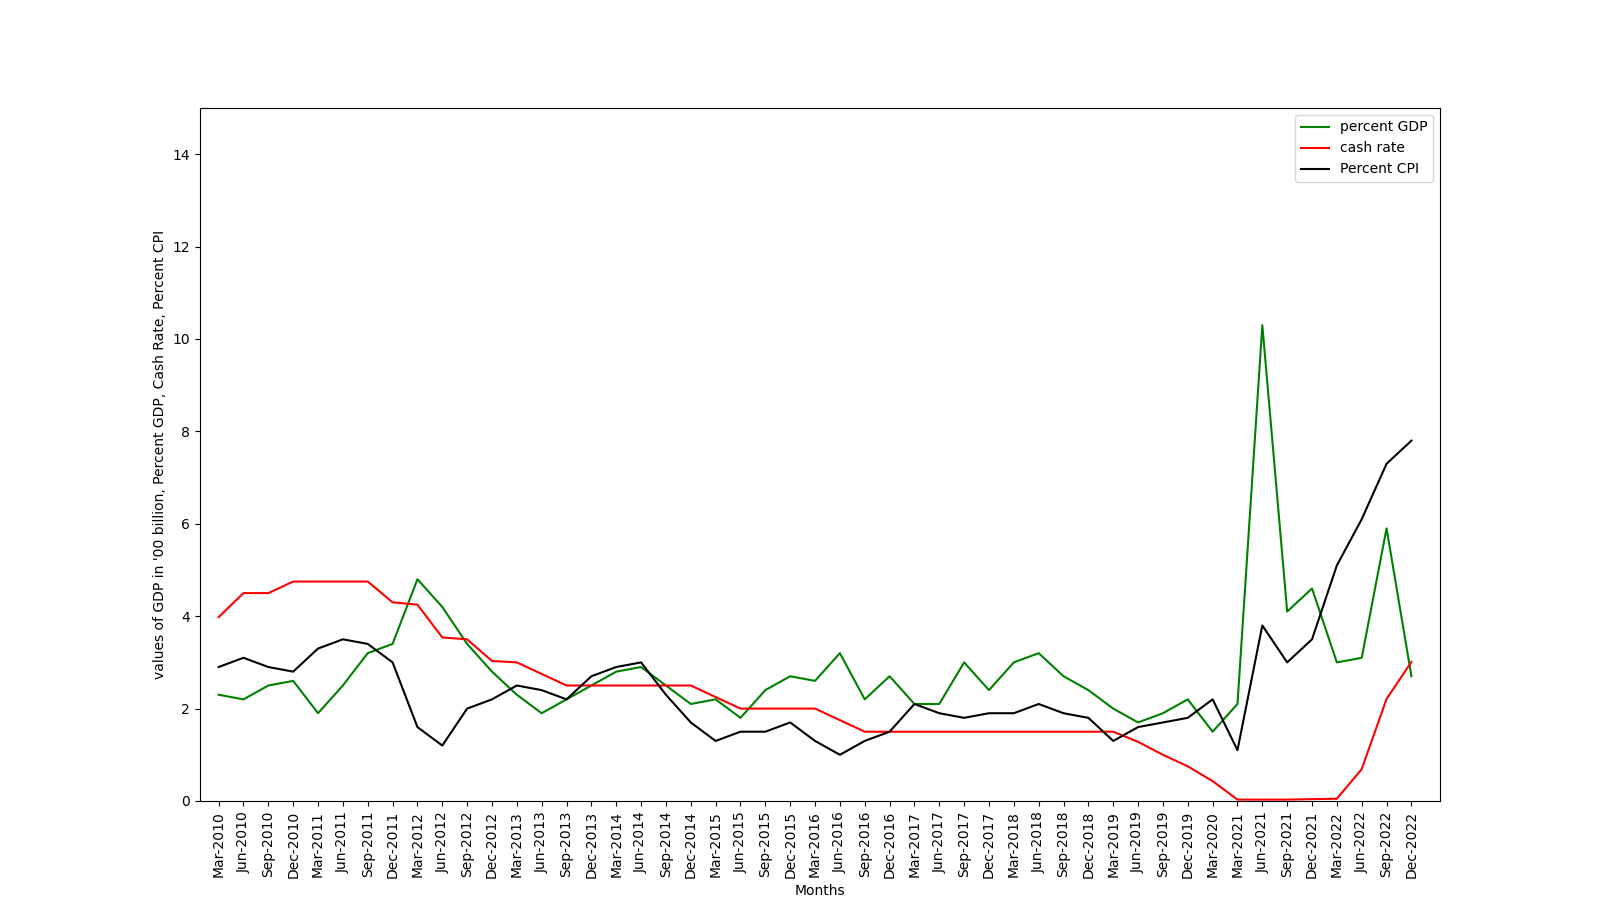 percent GDP
cash rate
Percent CPI
values of GDP in '00 billion, Percent GDP, Cash Rate, Percent CPI
14
12
10
8
6
4
2
0
Mar-2010
Jun-2010
Sep-2010
Dec-2010
Mar-2011
Jun-2011
Sep-2011
Dec-2011
Mar-2012
Jun-2012
Sep-2012
Dec-2012
Mar-2013
Jun-2013
Sep-2013
Dec-2013
Mar-2014
Jun-2014
Sep-2014
Dec-2014
Mar-2015
Jun-2015
Sep-2015
Dec-2015
Mar-2016
Jun-2016
Sep-2016
Dec-2016
Mar-2017
Jun-2017
Sep-2017
Dec-2017
Mar-2018
Jun-2018
Sep-2018
Dec-2018
Mar-2019
Jun-2019
Sep-2019
Dec-2019
Mar-2020
Mar-2021
Jun-2021
Sep-2021
Dec-2021
Mar-2022
Jun-2022
Sep-2022
Dec-2022
Months